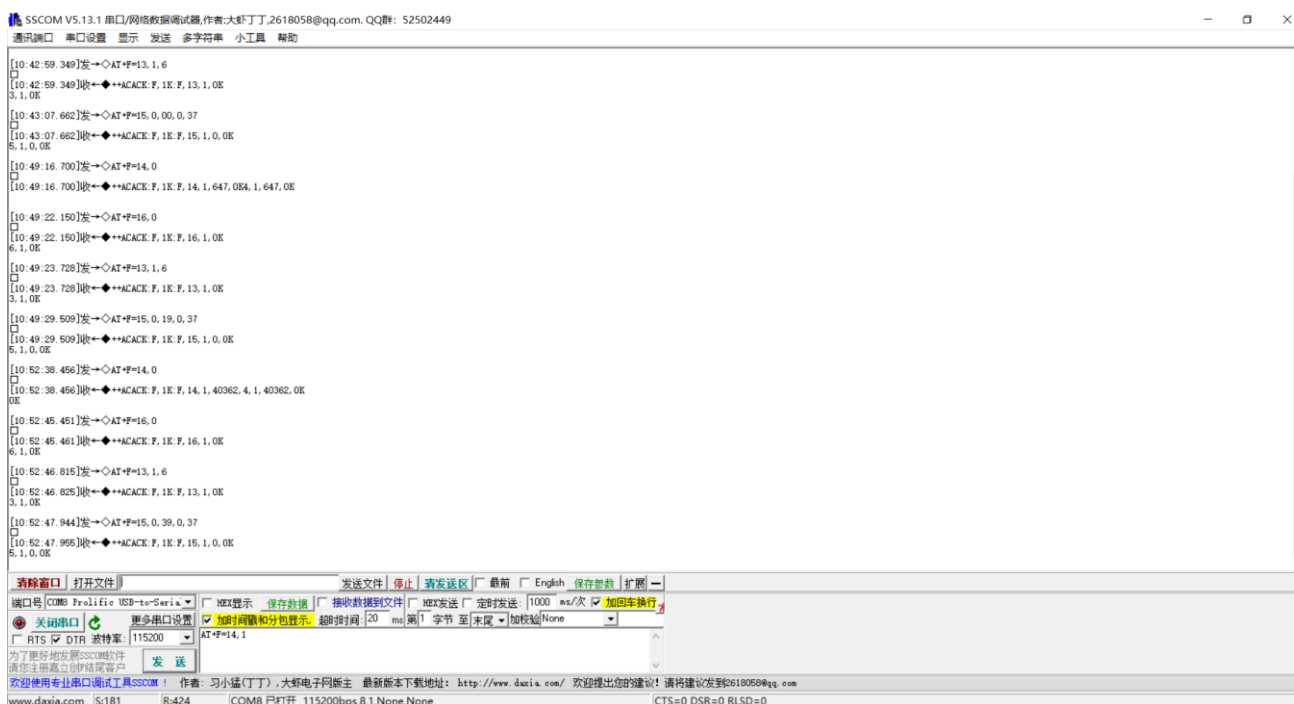 SSCOM V5.13.1 串口/网络数据调试器,作者:大虾丁丁,2618058@qq.com. QQ群: 52502449
通讯端口 串口设置 显示 发送 多字符串 小工具 帮助
[10:42:59.349]发→◇AT+F=13,1,6
□
[10:42:59.349]收←◆++ACACK:F,1K:F,13,1,OK
3,1,OK
[10:43:07.662]发→◇AT+F=15,0,00,0,37
□
[10:43:07.662]收←◆++ACACK:F,1K:F,15,1,0,OK
5,1,0,OK
[10:49:16.700]发→◇AT+F=14,0
□
[10:49:16.700]收←◆++ACACK:F,1K:F,14,1,647,OK4,1,647,OK
[10:49:22.150]发→◇AT+F=16,0
□
[10:49:22.150]收←◆++ACACK:F,1K:F,16,1,OK
6,1,OK
[10:49:23.728]发→◇AT+F=13,1,6
□
[10:49:23.728]收←◆++ACACK:F,1K:F,13,1,OK
3,1,OK
[10:49:29.509]发→◇AT+F=15,0,19,0,37
□
[10:49:29.509]收←◆++ACACK:F,1K:F,15,1,0,OK
5,1,0,OK
[10:52:38.456]发→◇AT+F=14,0
□
[10:52:38.456]收←◆++ACACK:F,1K:F,14,1,40362,4,1,40362,OK
OK
[10:52:45.451]发→◇AT+F=16,0
□
[10:52:45.461]收←◆++ACACK:F,1K:F,16,1,OK
6,1,OK
[10:52:46.815]发→◇AT+F=13,1,6
□
[10:52:46.825]收←◆++ACACK:F,1K:F,13,1,OK
3,1,OK
[10:52:47.944]发→◇AT+F=15,0,39,0,37
□
[10:52:47.955]收←◆++ACACK:F,1K:F,15,1,0,OK
5,1,0,OK
清除窗口 打开文件 发送文件 停止 清发送区 最前 English 保存参数 扩展 —
端口号 COM8 Prolific USB-to-Seria HEX显示 保存数据 接收数据到文件 HEX发送 定时发送: 1000 ms/次 加回车换行
关闭串口 更多串口设置 加时间戳和分包显示, 超时时间: 20 ms 第 1 字节 至 末尾 加校验 None
RTS DTR 波特率: 115200 AT+F=14,1
为了更好地发展SSCOM软件
请您注册嘉立创F结尾客户 发 送
欢迎使用专业串口调试工具SSCOM ! 作者: 习小猛(丁丁),大虾电子网版主 最新版本下载地址: http://www.daxia.com/ 欢迎提出您的建议! 请将建议发到2618058@qq.com
www.daxia.com S:181 R:424 COM8 已打开 115200bps,8,1,None,None CTS=0 DSR=0 RLSD=0